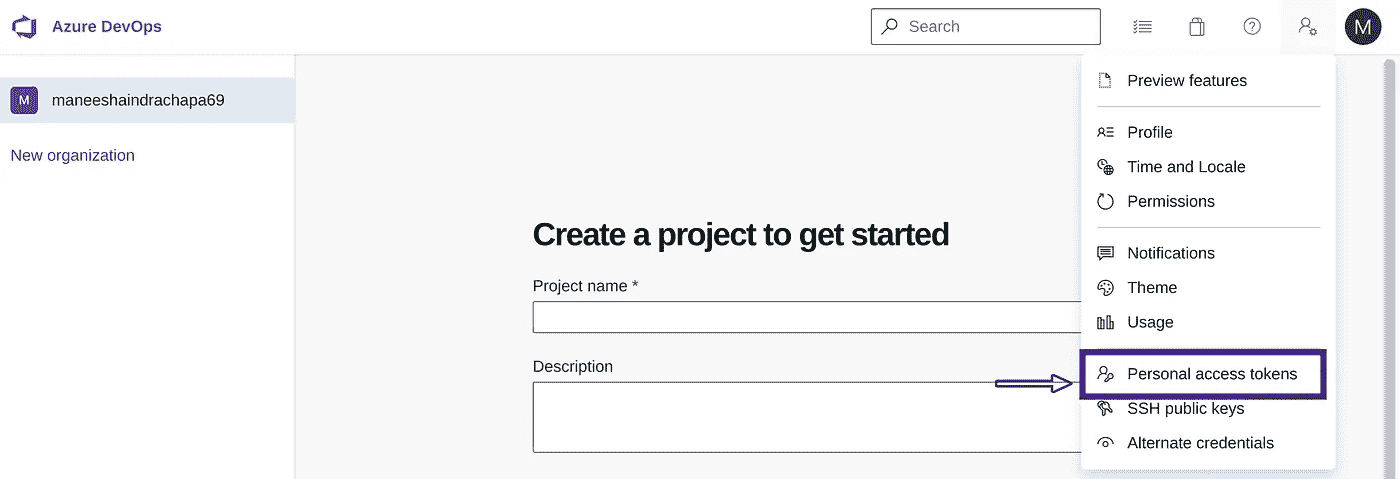 Azure DevOps
Search
M
M
maneeshaindrachapa69
New organization
Create a project to get started
Project name *
Description
Preview features
Profile
Time and Locale
Permissions
Notifications
Theme
Usage
Personal access tokens
SSH public keys
Alternate credentials